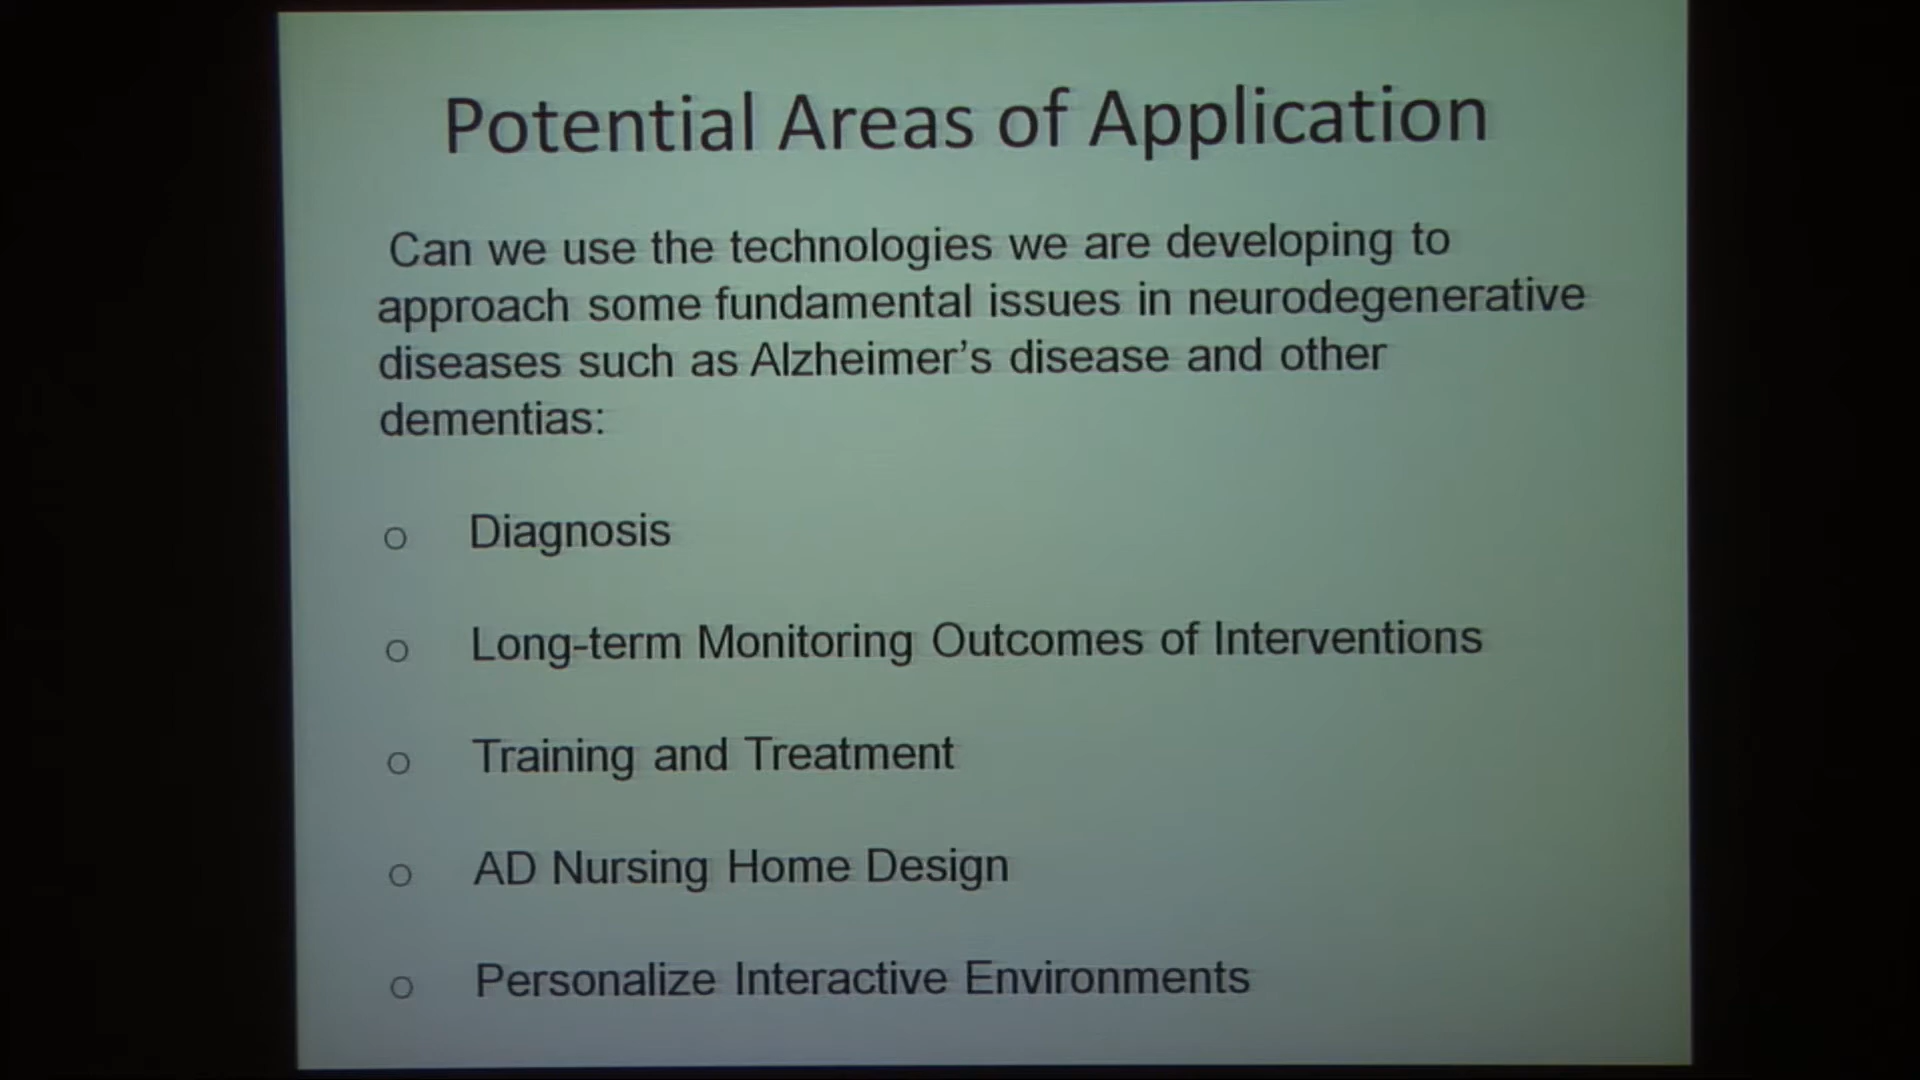 Potential Areas of Application
Can we use the technologies we are developing to
approach some fundamental issues in neurodegenerative
diseases such as Alzheimer’s disease and other
dementias:
o Diagnosis
o Long-term Monitoring Outcomes of Interventions
o Training and Treatment
o AD Nursing Home Design
o Personalize Interactive Environments